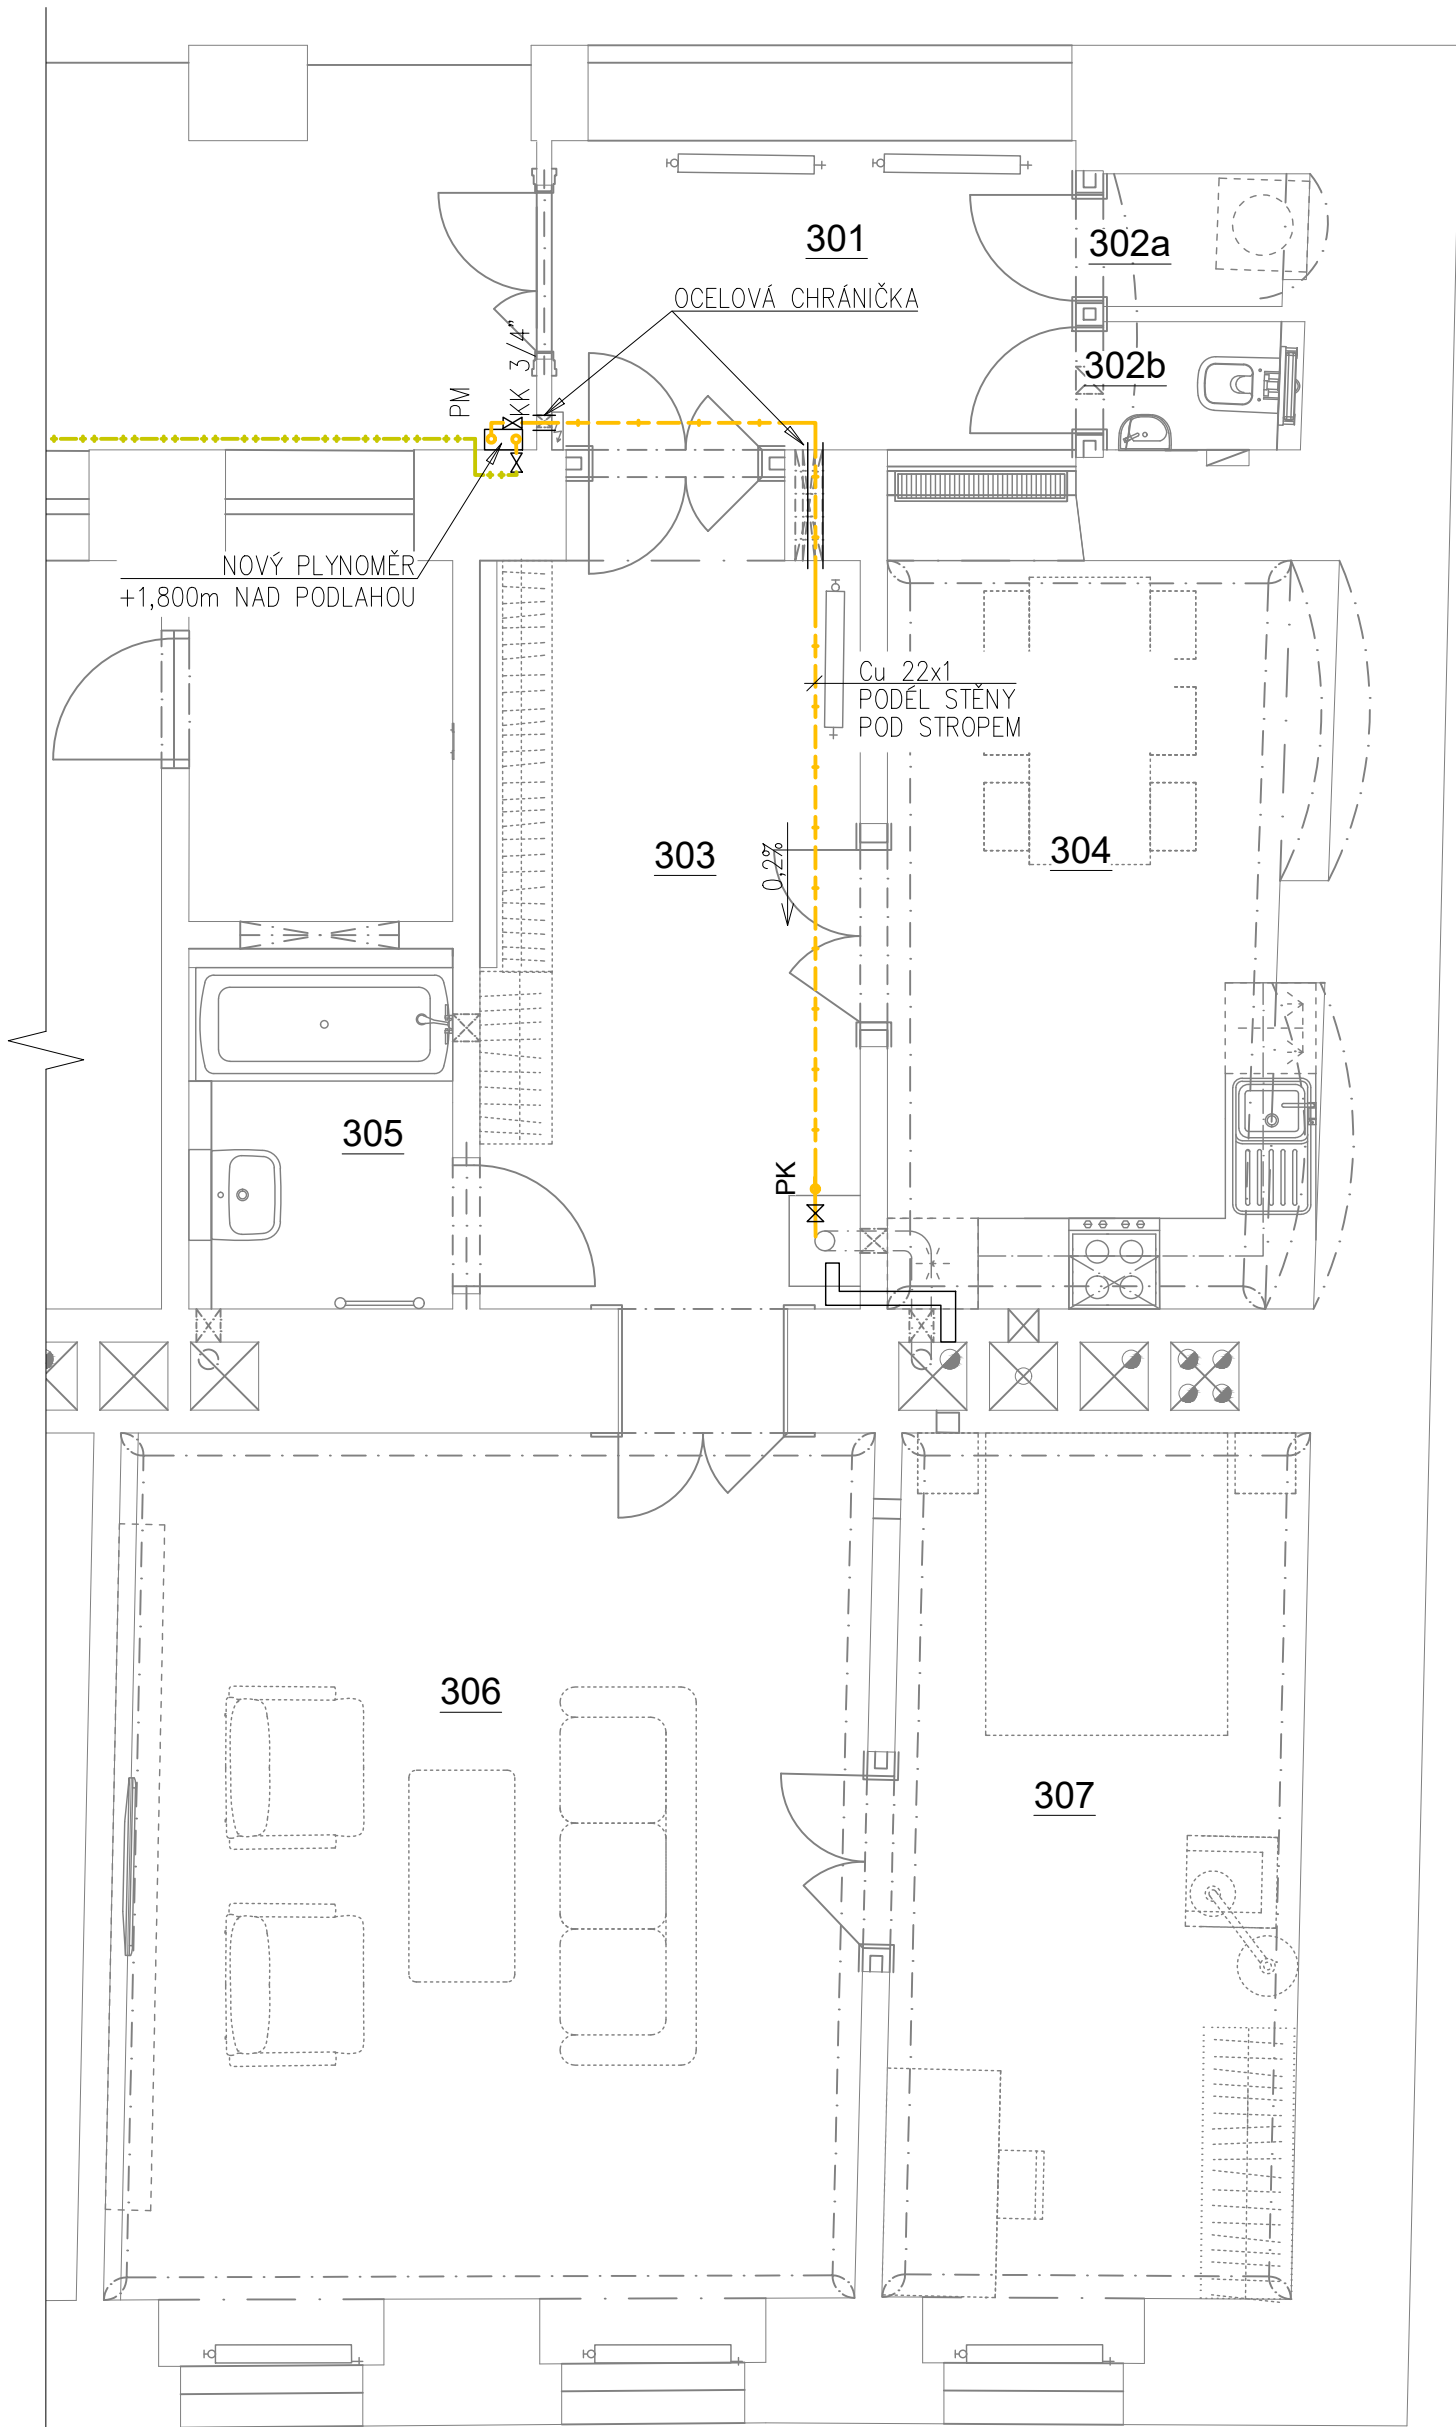 301
302a
OCELOVÁ CHRÁNIČKA
302b
PM
KK 3/4"
NOVÝ PLYNOMĚR
+1,800m NAD PODLAHOU
Cu 22x1
PODÉL STĚNY
POD STROPEM
303
0,2%
304
305
PK
306
307